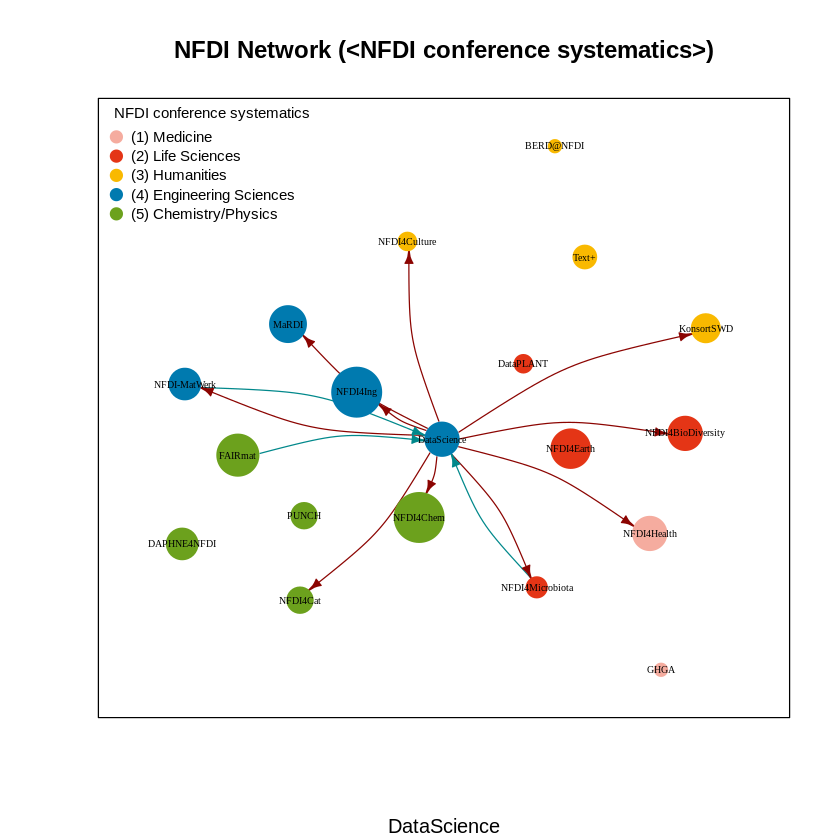 NFDI Network (<NFDI conference systematics>)
NFDI conference systematics
(1) Medicine
(2) Life Sciences
(3) Humanities
(4) Engineering Sciences
(5) Chemistry/Physics
BERD@NFDI
NFDI4Culture
Text+
MaRDI
KonsortSWD
DataPLANT
NFDI-MatWerk
NFDI4Ing
DataScience
NFDI4BioDiversity
NFDI4Earth
FAIRmat
PUNCH
NFDI4Chem
NFDI4Health
DAPHNE4NFDI
NFDI4Microbiota
NFDI4Cat
GHGA
DataScience